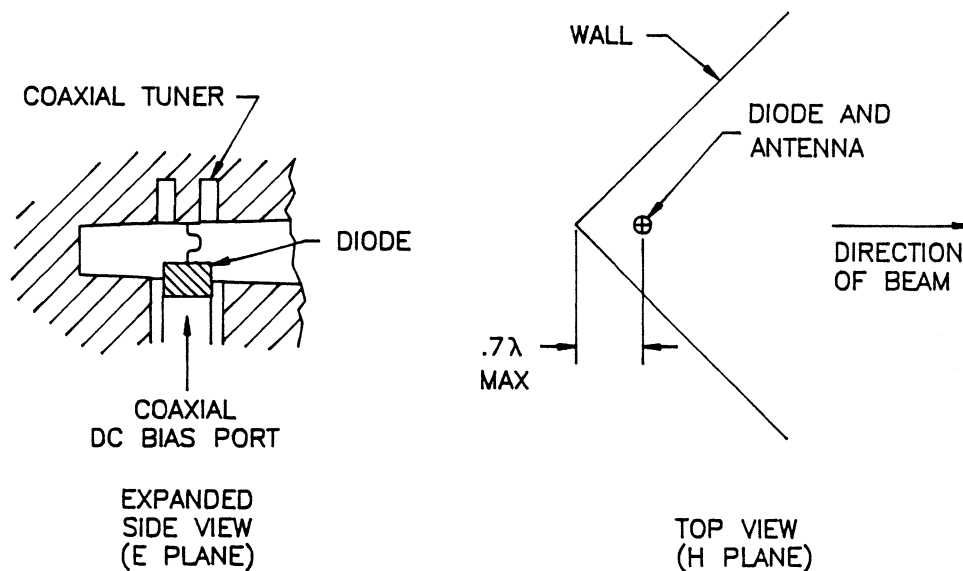 COAXIAL TUNER
DIODE
COAXIAL
DC BIAS PORT
EXPANDED
SIDE VIEW
(E PLANE)
WALL
DIODE AND
ANTENNA
DIRECTION
OF BEAM
.7λ
MAX
TOP VIEW
(H PLANE)